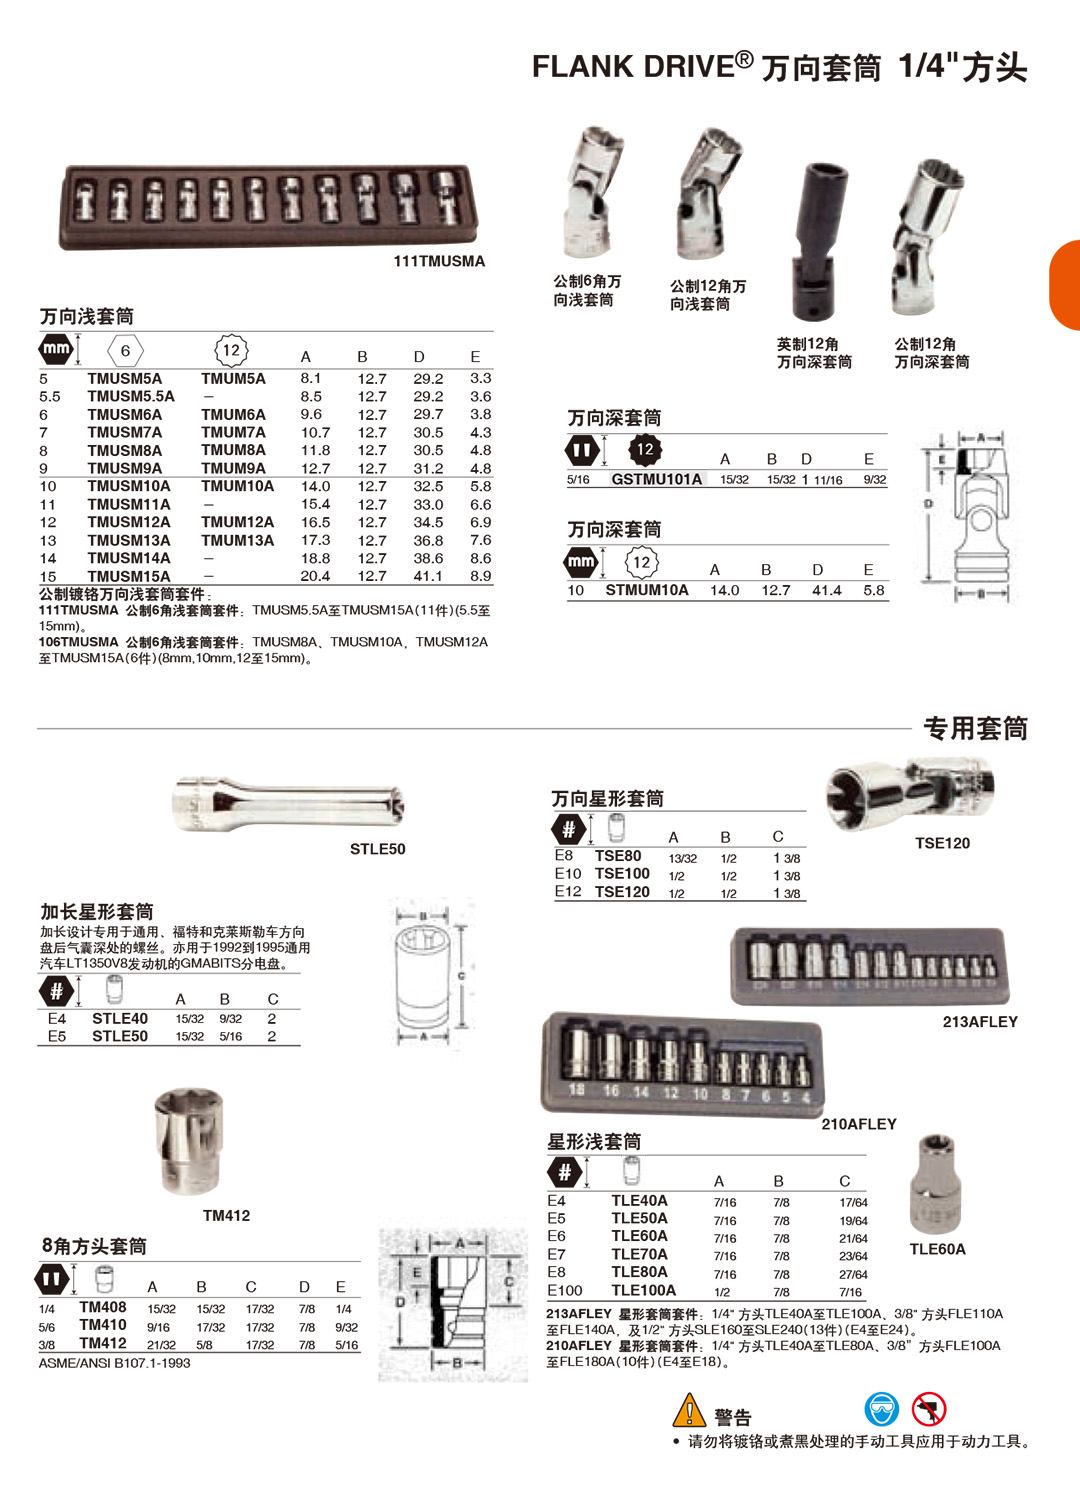 FLANK DRIVE® 万向套筒 1/4"方头
111TMUSMA
公制6角万
向浅套筒
公制12角万
向浅套筒
英制12角
万向深套筒
公制12角
万向深套筒
万向浅套筒
mm 6 12 A B D E
5 TMUSM5A TMUM5A 8.1 12.7 29.2 3.3
5.5 TMUSM5.5A – 8.5 12.7 29.2 3.6
6 TMUSM6A TMUM6A 9.6 12.7 29.7 3.8
7 TMUSM7A TMUM7A 10.7 12.7 30.5 4.3
8 TMUSM8A TMUM8A 11.8 12.7 30.5 4.8
9 TMUSM9A TMUM9A 12.7 12.7 31.2 4.8
10 TMUSM10A TMUM10A 14.0 12.7 32.5 5.8
11 TMUSM11A – 15.4 12.7 33.0 6.6
12 TMUSM12A TMUM12A 16.5 12.7 34.5 6.9
13 TMUSM13A TMUM13A 17.3 12.7 36.8 7.6
14 TMUSM14A – 18.8 12.7 38.6 8.6
15 TMUSM15A – 20.4 12.7 41.1 8.9
公制镀铬万向浅套筒套件：
111TMUSMA 公制6角浅套筒套件：TMUSM5.5A至TMUSM15A(11件)(5.5至
15mm)。
106TMUSMA 公制6角浅套筒套件：TMUSM8A、TMUSM10A，TMUSM12A
至TMUSM15A(6件)(8mm,10mm,12至15mm)。
万向深套筒
12 A B D E
5/16 GSTMU101A 15/32 15/32 1 11/16 9/32
万向深套筒
mm 12 A B D E
10 STMUM10A 14.0 12.7 41.4 5.8
A
E
D
B
专用套筒
STLE50
加长星形套筒
加长设计专用于通用、福特和克莱斯勒车方向
盘后气囊深处的螺丝。亦用于1992到1995通用
汽车LT1350V8发动机的GMABITS分电盘。
# A B C
E4 STLE40 15/32 9/32 2
E5 STLE50 15/32 5/16 2
B
C
A
万向星形套筒
# A B C
E8 TSE80 13/32 1/2 1 3/8
E10 TSE100 1/2 1/2 1 3/8
E12 TSE120 1/2 1/2 1 3/8
TSE120
213AFLEY
18 16 14 12 10 8 7 6 5 4
210AFLEY
TM412
8角方头套筒
A B C D E
1/4 TM408 15/32 15/32 17/32 7/8 1/4
5/6 TM410 9/16 17/32 17/32 7/8 9/32
3/8 TM412 21/32 5/8 17/32 7/8 5/16
ASME/ANSI B107.1-1993
A
E
C
D
B
星形浅套筒
# A B C
E4 TLE40A 7/16 7/8 17/64
E5 TLE50A 7/16 7/8 19/64
E6 TLE60A 7/16 7/8 21/64
E7 TLE70A 7/16 7/8 23/64
E8 TLE80A 7/16 7/8 27/64
E100 TLE100A 1/2 7/8 7/16
TLE60A
213AFLEY 星形套筒套件：1/4" 方头TLE40A至TLE100A、3/8" 方头FLE110A
至FLE140A，及1/2" 方头SLE160至SLE240(13件)(E4至E24)。
210AFLEY 星形套筒套件：1/4" 方头TLE40A至TLE80A、3/8” 方头FLE100A
至FLE180A(10件)(E4至E18)。
警告
• 请勿将镀铬或煮黑处理的手动工具应用于动力工具。